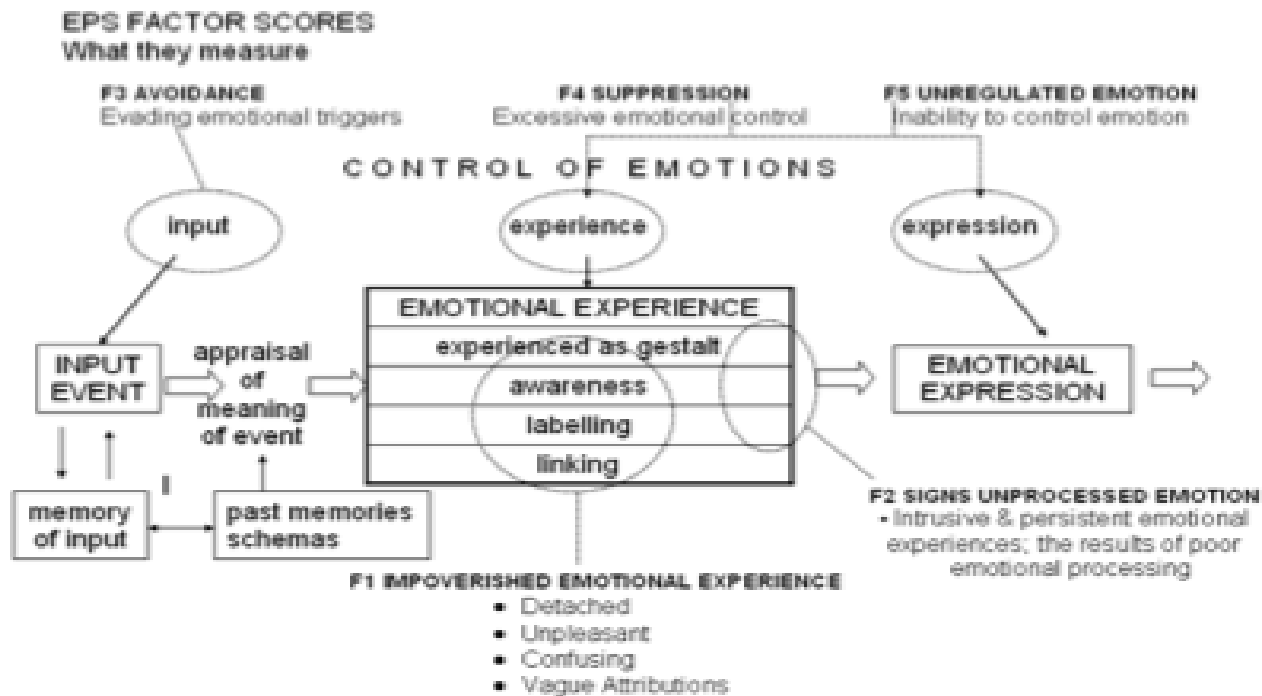 EPS FACTOR SCORES
What they measure
F3 AVOIDANCE
Evading emotional triggers
F4 SUPPRESSION
Excessive emotional control
F5 UNREGULATED EMOTION
Inability to control emotion
CONTROL OF EMOTIONS
input
experience
expression
INPUT
EVENT
appraisal
of
meaning
of event
EMOTIONAL EXPERIENCE
experienced as gestalt
awareness
labelling
linking
EMOTIONAL
EXPRESSION
memory
of input
past memories
schemas
F2 SIGNS UNPROCESSED EMOTION
- Intrusive & persistent emotional
experiences; the results of poor
emotional processing
F1 IMPOVERISHED EMOTIONAL EXPERIENCE
• Detached
• Unpleasant
• Confusing
• Vague Attributions